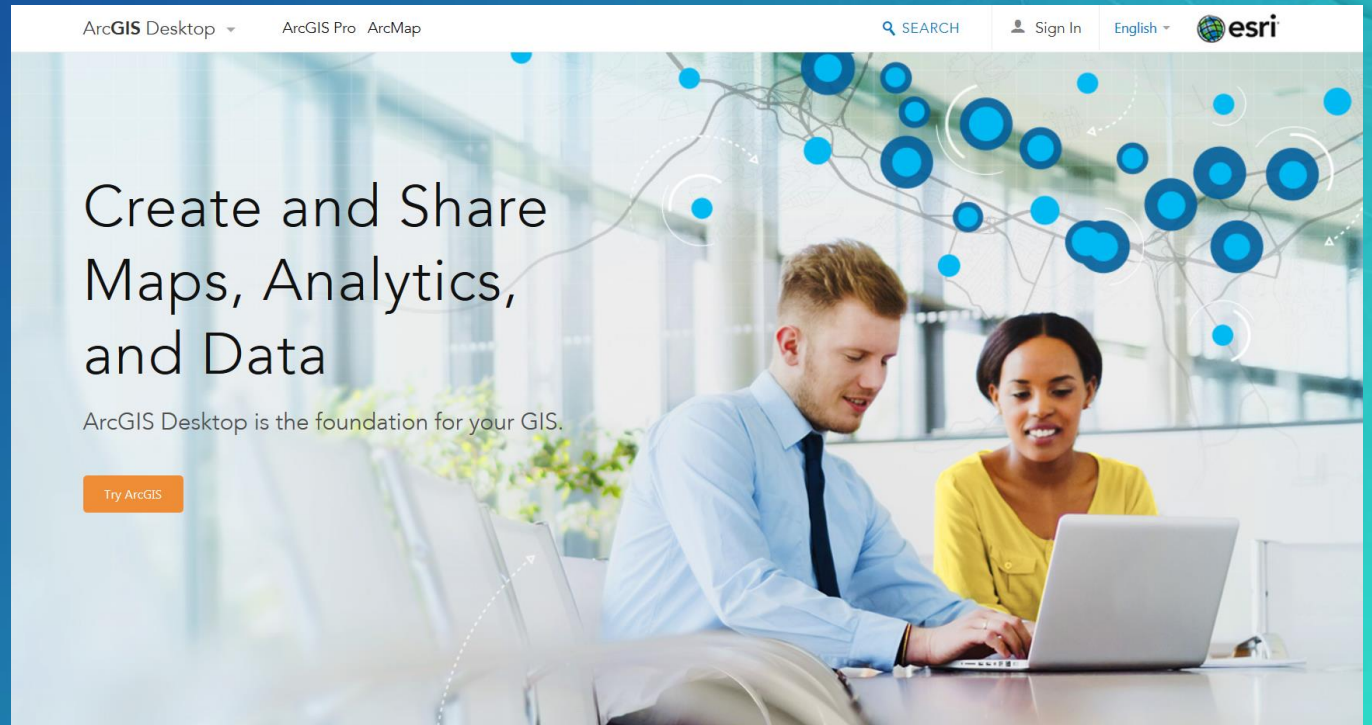 ArcGIS Desktop
ArcGIS Pro ArcMap
SEARCH
Sign In
English
esri
Create and Share
Maps, Analytics,
and Data
ArcGIS Desktop is the foundation for your GIS.
Try ArcGIS